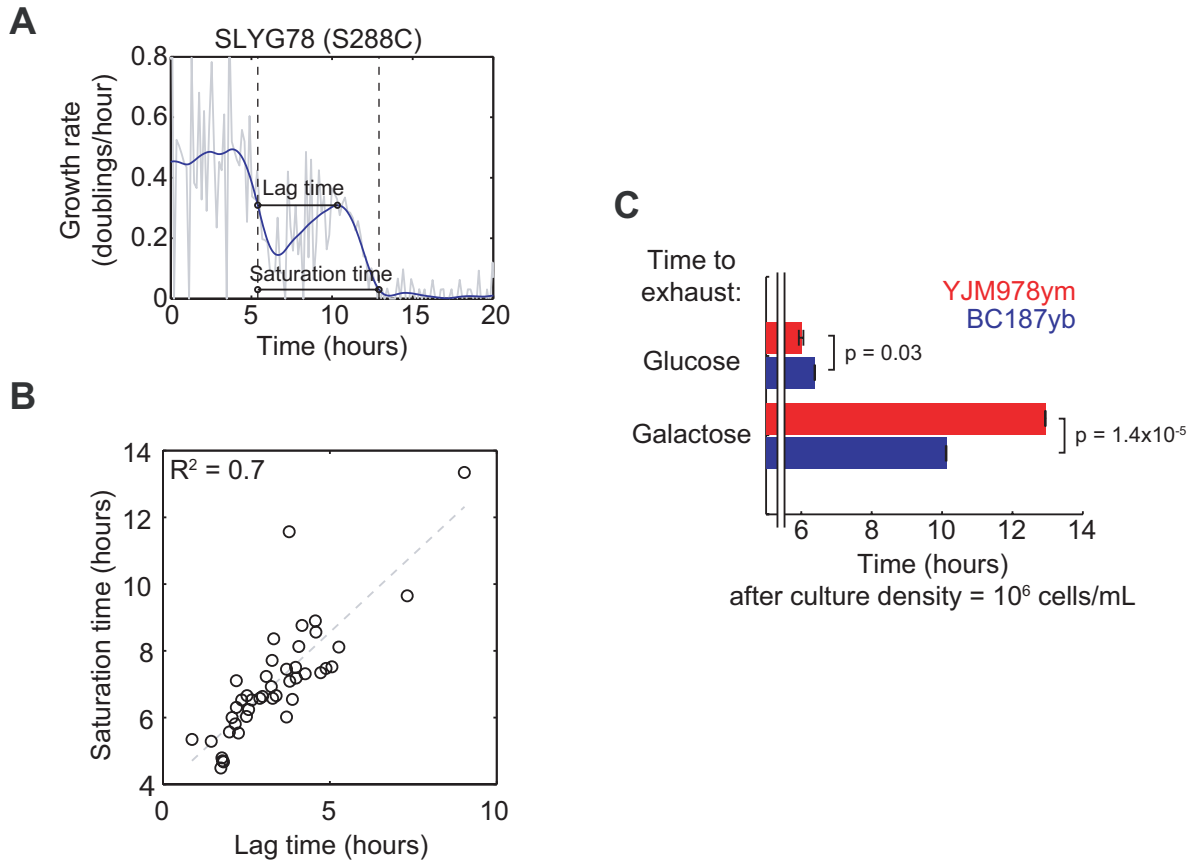 A
SLYG78 (S288C)
Growth rate
(doublings/hour)
0.8
0.6
0.4
0.2
0
Lag time
Saturation time
0 5 10 15 20
Time (hours)
B
Saturation time (hours)
14
12
10
8
6
4
R² = 0.7
0 5 10
Lag time (hours)
C
Time to
exhaust:
YJM978ym
BC187yb
Glucose
p = 0.03
Galactose
p = 1.4x10⁻⁵
6 8 10 12 14
Time (hours)
after culture density = 10⁶ cells/mL